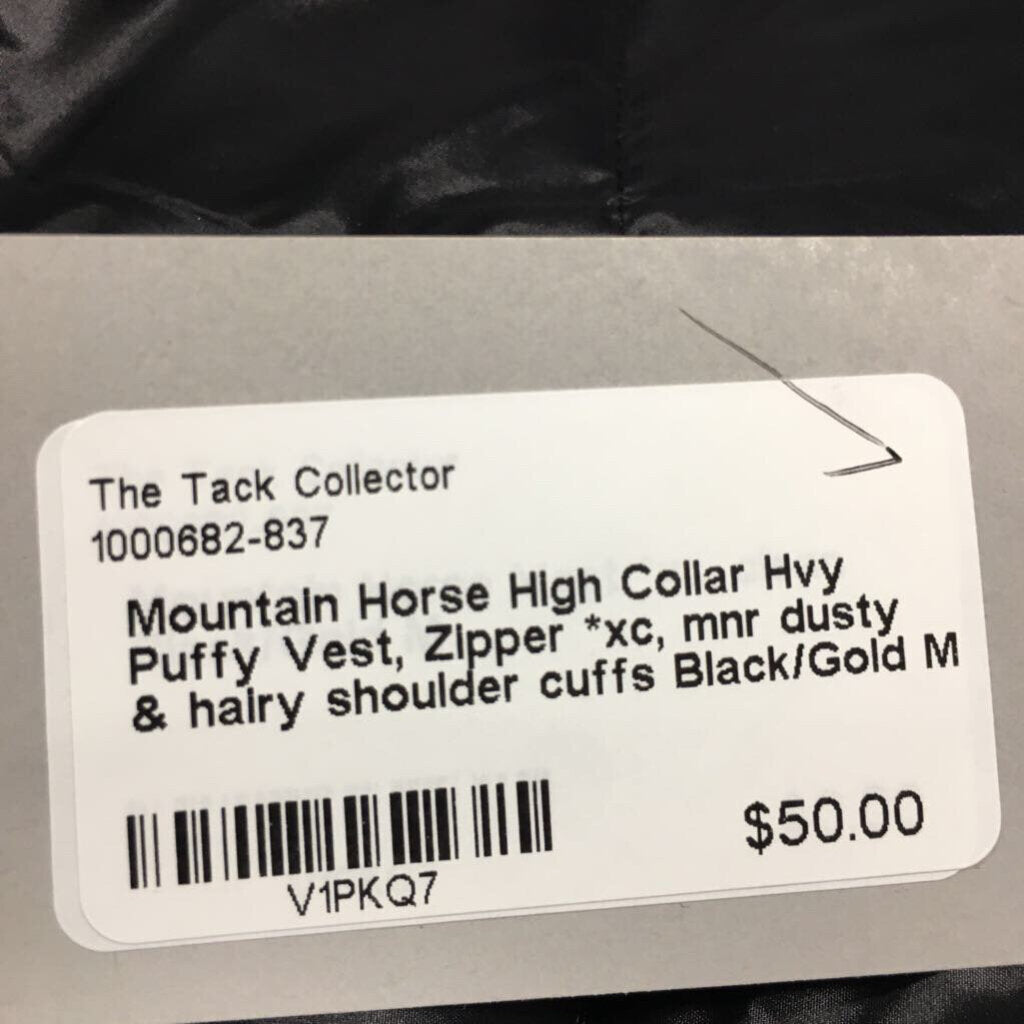 The Tack Collector
1000682-837
Mountain Horse High Collar Hvy
Puffy Vest, Zipper *xc, mnr dusty
& hairy shoulder cuffs Black/Gold M
V1PKQ7
$50.00